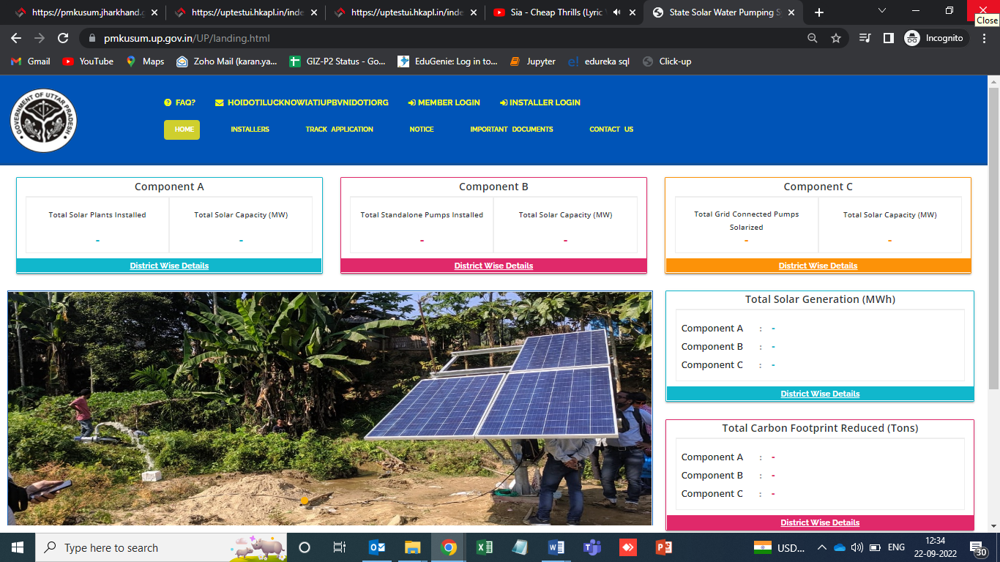 https://pmkusum.jharkhand.g
https://uptestui.hkapl.in/inde
https://uptestui.hkapl.in/inde
Sia - Cheap Thrills (Lyric
State Solar Water Pumping S
Close
pmkusum.up.gov.in/UP/landing.html
Incognito
Gmail YouTube Maps Zoho Mail (karan.ya... GIZ-P2 Status - Go... EduGenie: Log in to... Jupyter edureka sql Click-up
GOVERNMENT OF UTTAR PRADESH
FAQ? HOIDOT1LUCKNOWIATIUPBVNIDOTIORG MEMBER LOGIN INSTALLER LOGIN
HOME INSTALLERS TRACK APPLICATION NOTICE IMPORTANT DOCUMENTS CONTACT US
Component A
Total Solar Plants Installed
-
Total Solar Capacity (MW)
-
District Wise Details
Component B
Total Standalone Pumps Installed
-
Total Solar Capacity (MW)
-
District Wise Details
Component C
Total Grid Connected Pumps
Solarized
-
Total Solar Capacity (MW)
-
District Wise Details
Total Solar Generation (MWh)
Component A : -
Component B : -
Component C : -
District Wise Details
Total Carbon Footprint Reduced (Tons)
Component A : -
Component B : -
Component C : -
District Wise Details
Type here to search
USD...
ENG
12:34
22-09-2022
30